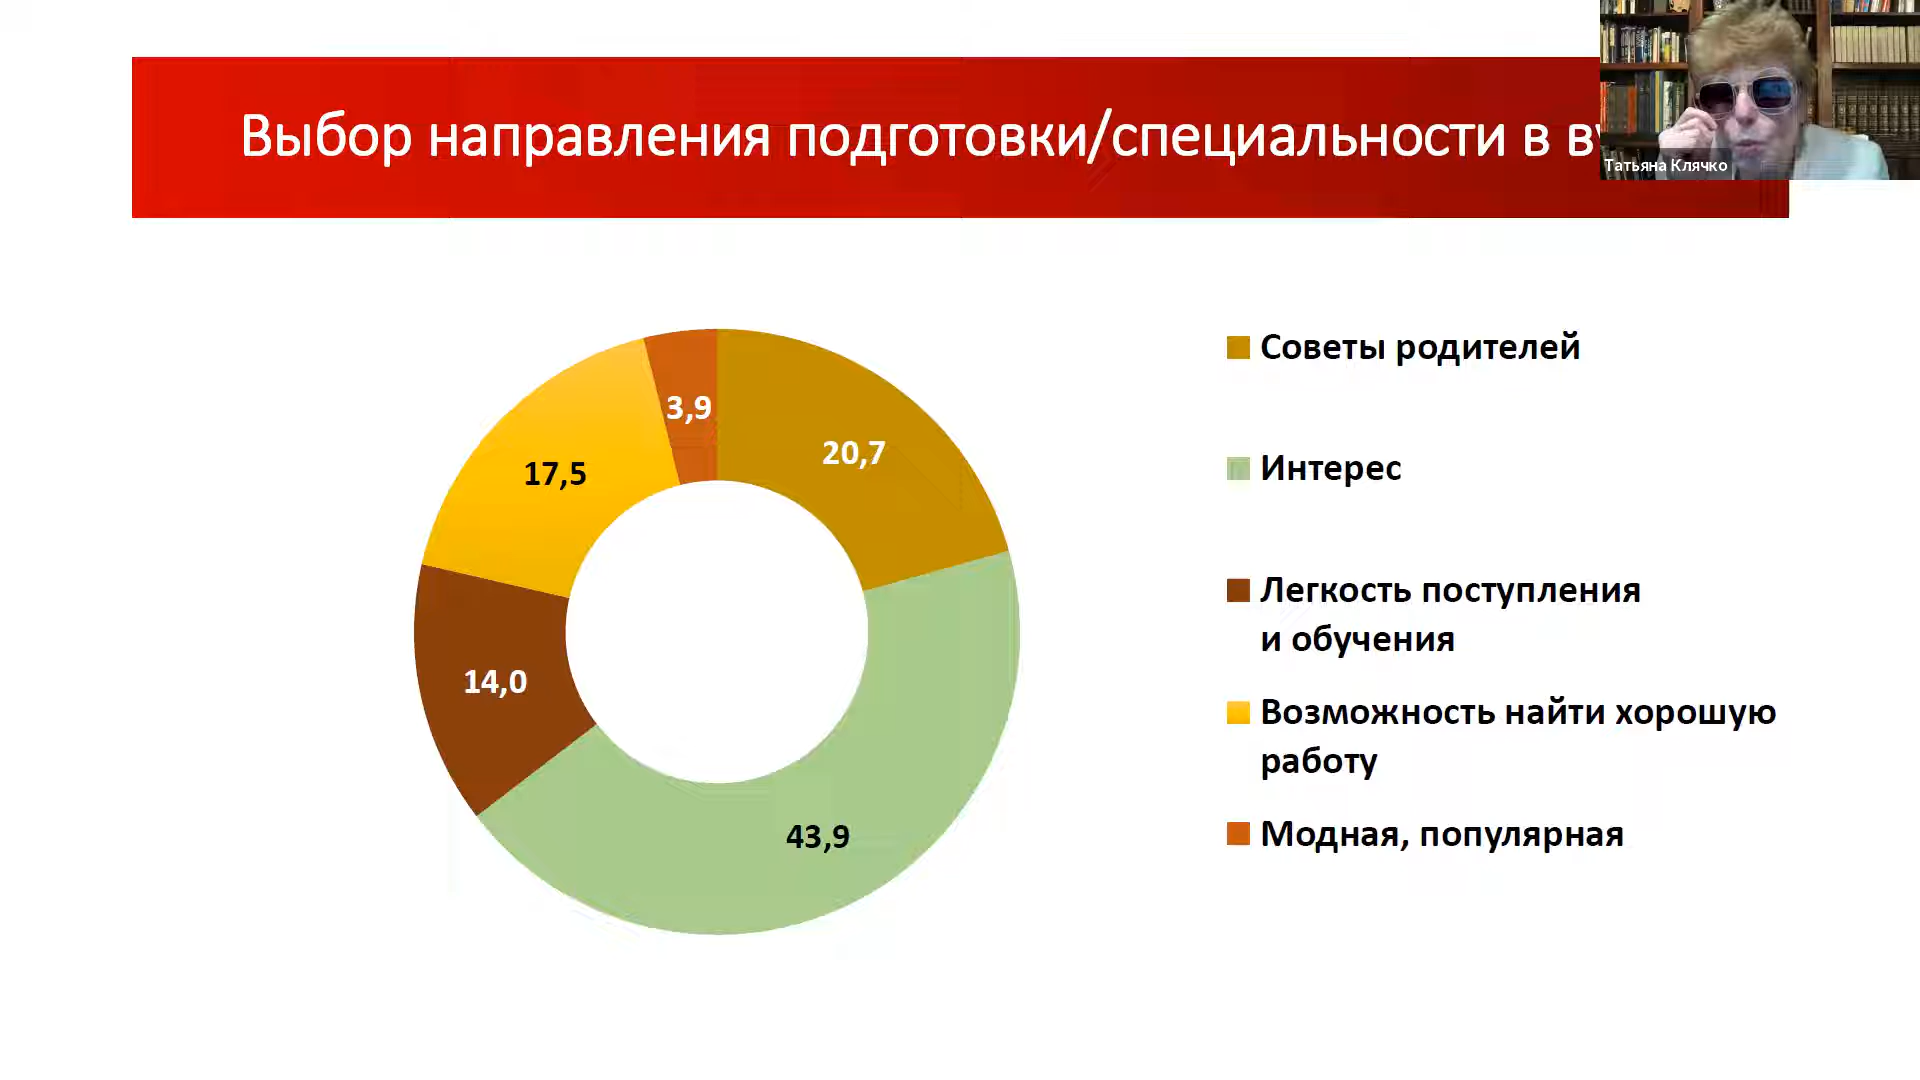 Выбор направления подготовки/специальности в
Татьяна Клячко
3,9
20,7
17,5
14,0
43,9
Советы родителей
Интерес
Легкость поступления
и обучения
Возможность найти хорошую
работу
Модная, популярная